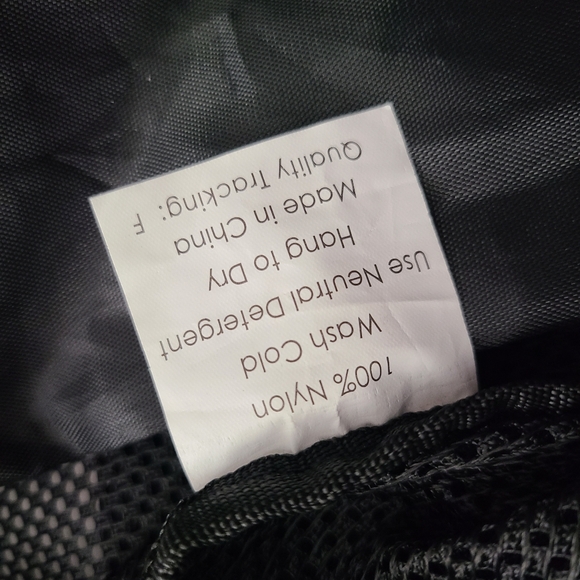 100% Nylon
Wash Cold
Use Neutral Detergent
Hang to Dry
Made in China
Quality Tracking: F